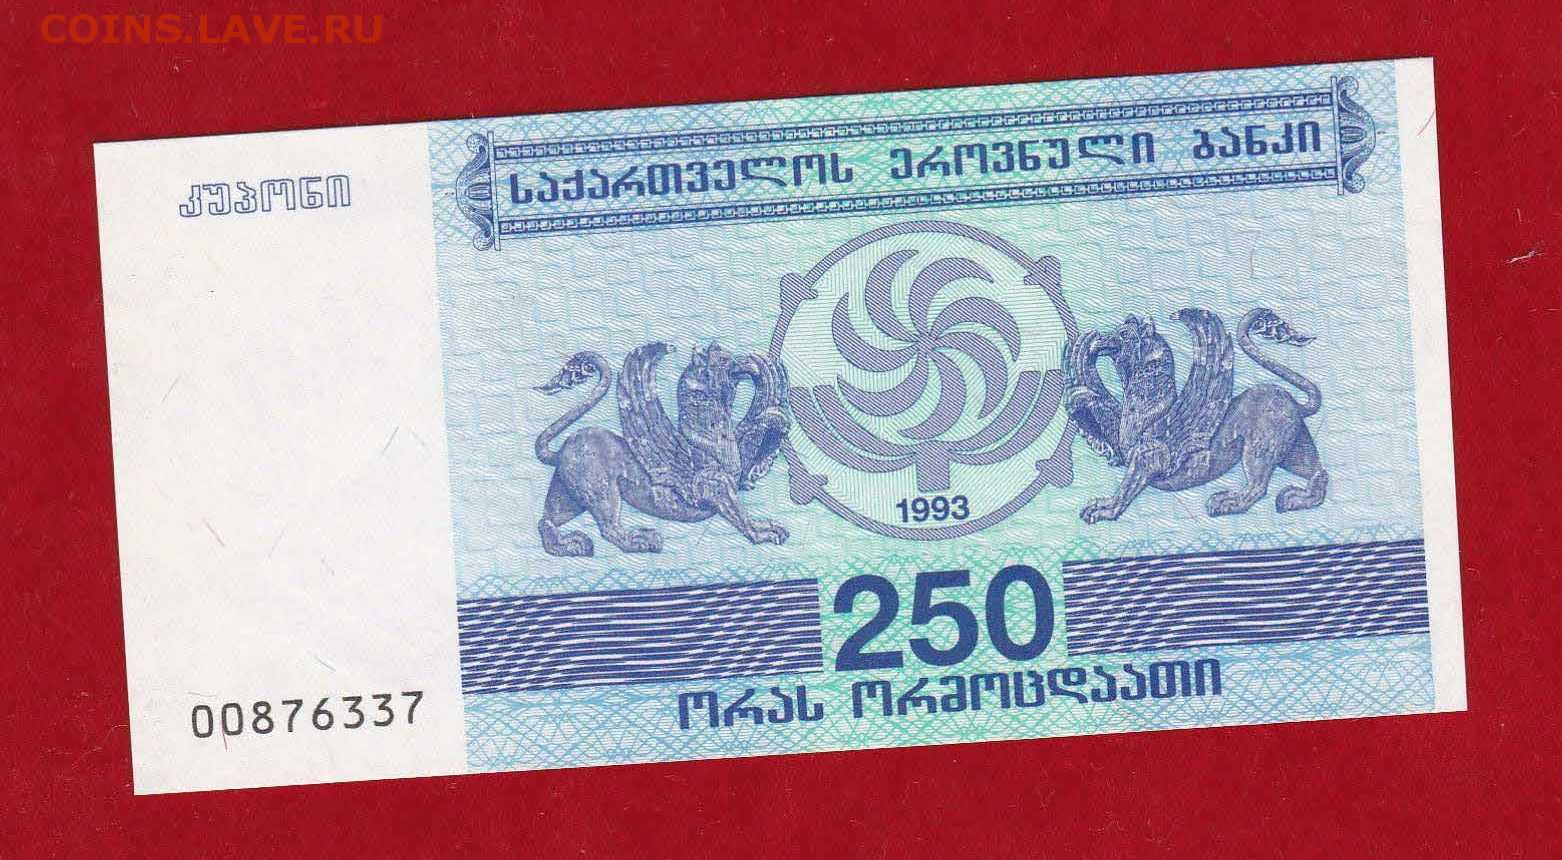 COINS.LAVE.RU
საქართველოს ეროვნული ბანკი
კუპონი
1993
250
ორას ორმოცდაათი
00876337